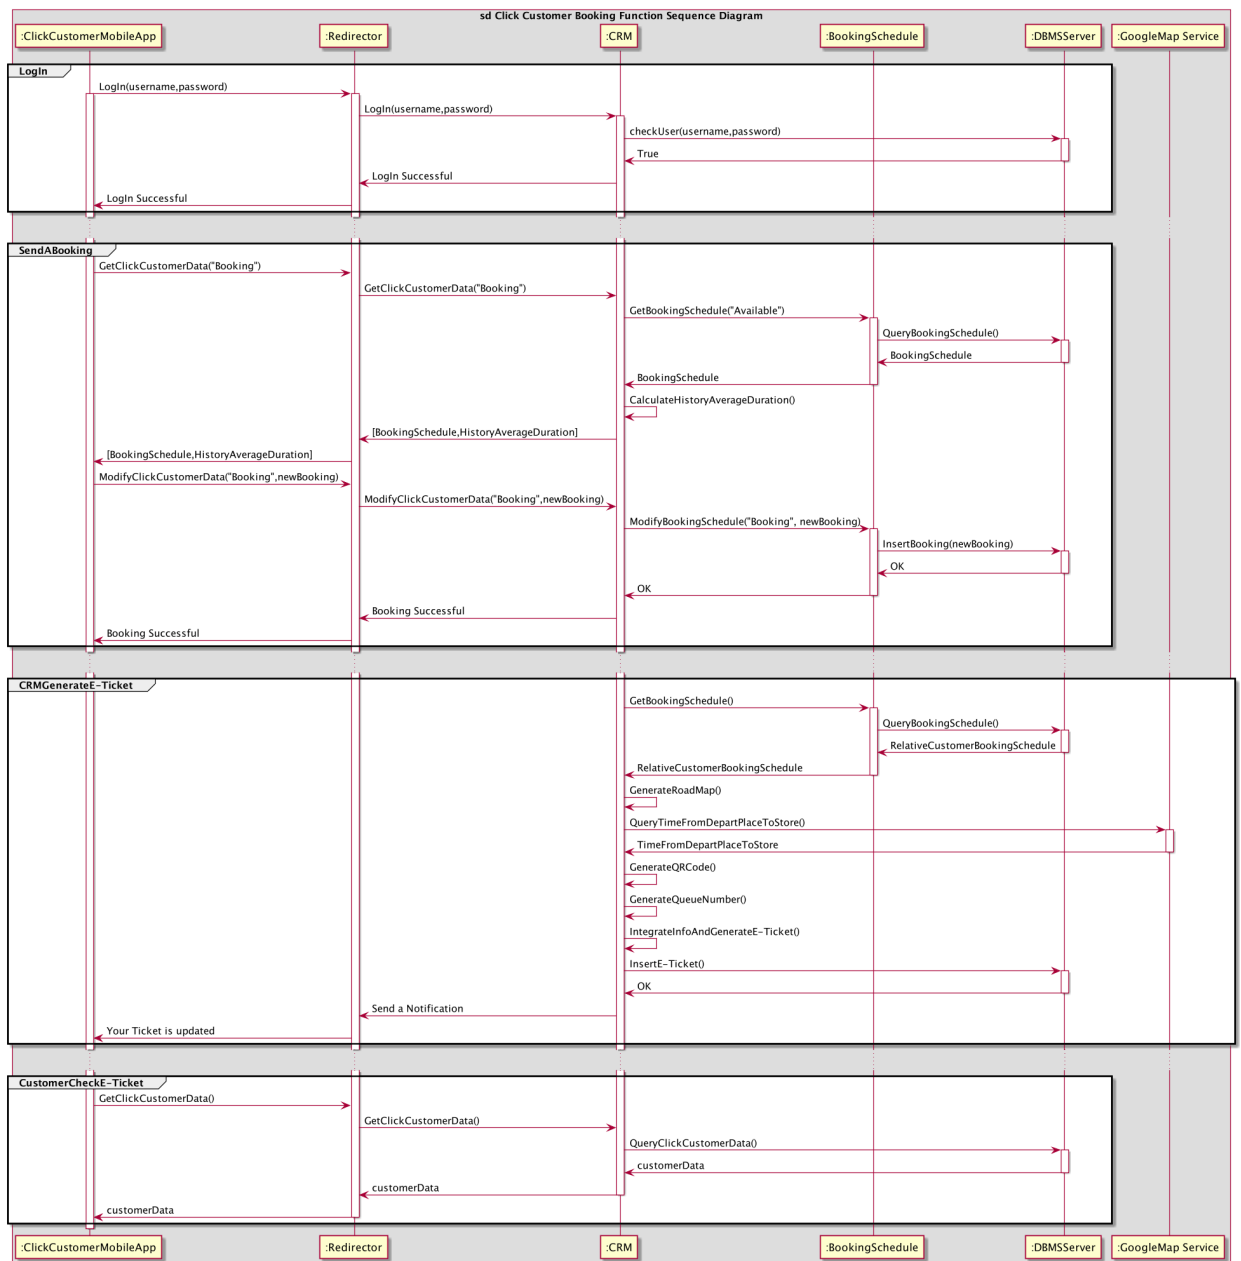 sd Click Customer Booking Function Sequence Diagram
:ClickCustomerMobileApp :Redirector :CRM :BookingSchedule :DBMSServer :GoogleMap Service
LogIn
LogIn(username,password)
LogIn(username,password)
checkUser(username,password)
True
LogIn Successful
LogIn Successful
SendABooking
GetClickCustomerData("Booking")
GetClickCustomerData("Booking")
GetBookingSchedule("Available")
QueryBookingSchedule()
BookingSchedule
BookingSchedule
CalculateHistoryAverageDuration()
[BookingSchedule,HistoryAverageDuration]
[BookingSchedule,HistoryAverageDuration]
ModifyClickCustomerData("Booking",newBooking)
ModifyClickCustomerData("Booking",newBooking)
ModifyBookingSchedule("Booking", newBooking)
InsertBooking(newBooking)
OK
OK
Booking Successful
Booking Successful
CRMGenerateE-Ticket
GetBookingSchedule()
QueryBookingSchedule()
RelativeCustomerBookingSchedule
RelativeCustomerBookingSchedule
GenerateRoadMap()
QueryTimeFromDepartPlaceToStore()
TimeFromDepartPlaceToStore
GenerateQRCode()
GenerateQueueNumber()
IntegrateInfoAndGenerateE-Ticket()
InsertE-Ticket()
OK
Send a Notification
Your Ticket is updated
CustomerCheckE-Ticket
GetClickCustomerData()
GetClickCustomerData()
QueryClickCustomerData()
customerData
customerData
customerData
:ClickCustomerMobileApp :Redirector :CRM :BookingSchedule :DBMSServer :GoogleMap Service